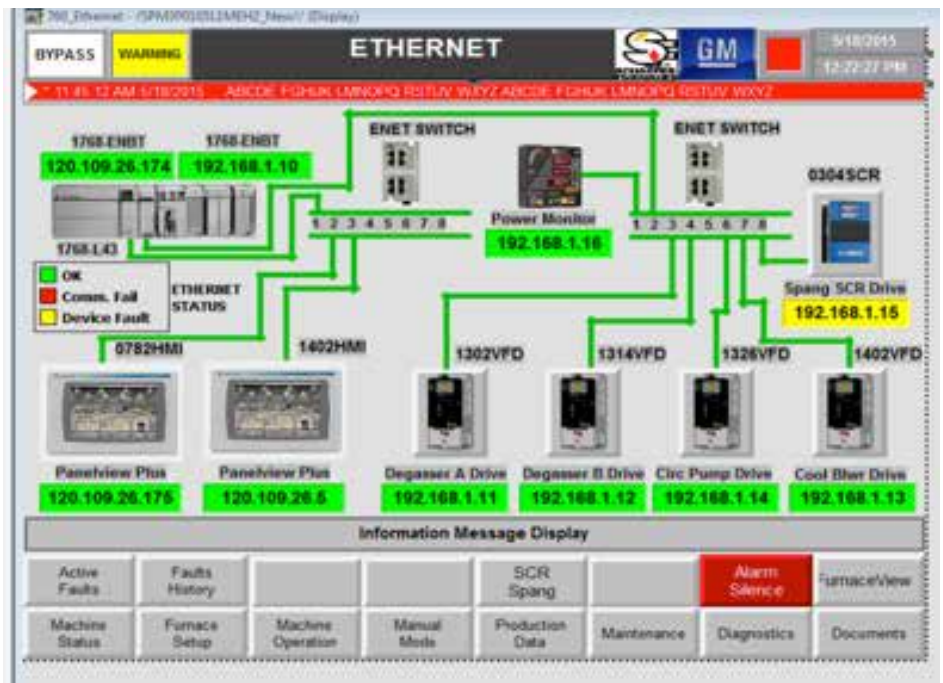 BYPASS
WARNING
ETHERNET
GM
5/18/2015
12:22:27 PM
1768-ENBT
1768-ENBT
ENET SWITCH
ENET SWITCH
120.109.26.174
192.168.1.10
0304SCR
1 2 3 4 5 6 7 8
Power Monitor
1 2 3 4 5 6 7 8
192.168.1.16
1768-L43
OK
Comm. Fail
Device Fault
ETHERNET
STATUS
Spang SCR Drive
192.168.1.15
0782HMI
1402HMI
1302VFD
1314VFD
1326VFD
1402VFD
Panelview Plus
Panelview Plus
Degasser A Drive
Degasser B Drive
Circ Pump Drive
Cool Blwr Drive
120.109.26.175
120.109.26.5
192.168.1.11
192.168.1.12
192.168.1.14
192.168.1.13
Information Message Display
Active
Faults
Faults
History
SCR
Spang
Alarm
Silence
FurnaceView
Machine
Status
Furnace
Setup
Machine
Operation
Manual
Mode
Production
Data
Maintenance
Diagnostics
Documents